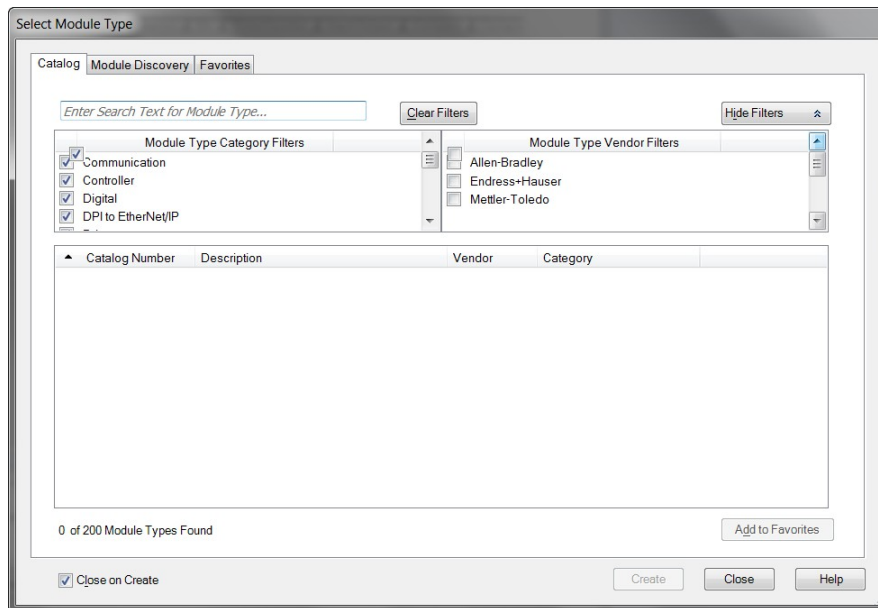 Select Module Type
Catalog Module Discovery Favorites
Enter Search Text for Module Type...
Clear Filters
Hide Filters
Module Type Category Filters
Communication
Controller
Digital
DPI to EtherNet/IP
Module Type Vendor Filters
Allen-Bradley
Endress+Hauser
Mettler-Toledo
Catalog Number Description Vendor Category
0 of 200 Module Types Found
Add to Favorites
Close on Create
Create Close Help